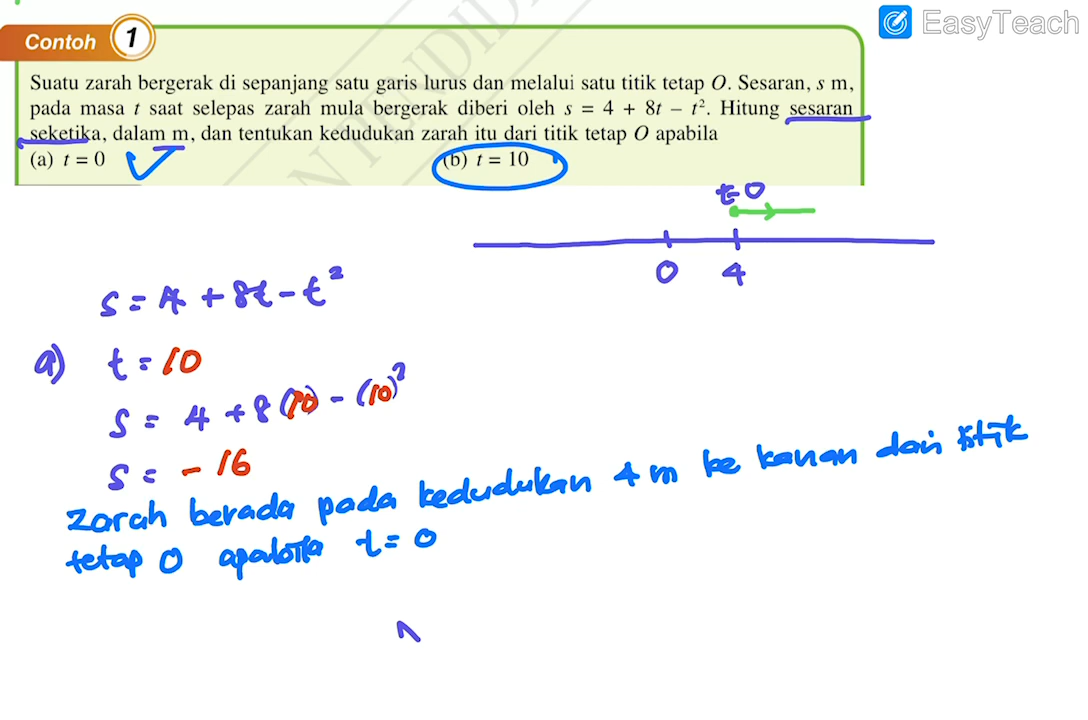 EasyTeach
Contoh 1
Suatu zarah bergerak di sepanjang satu garis lurus dan melalui satu titik tetap O. Sesaran, s m,
pada masa t saat selepas zarah mula bergerak diberi oleh s = 4 + 8t – t². Hitung sesaran
seketika, dalam m, dan tentukan kedudukan zarah itu dari titik tetap O apabila
(a) t = 0 (b) t = 10
t=0
0 4
s = 4 + 8t - t²
a) t = 10
s = 4 + 8(10) - (10)²
s = -16
zarah berada pada kedudukan 4 m ke kanan dari titik
tetap O apabila t = 0